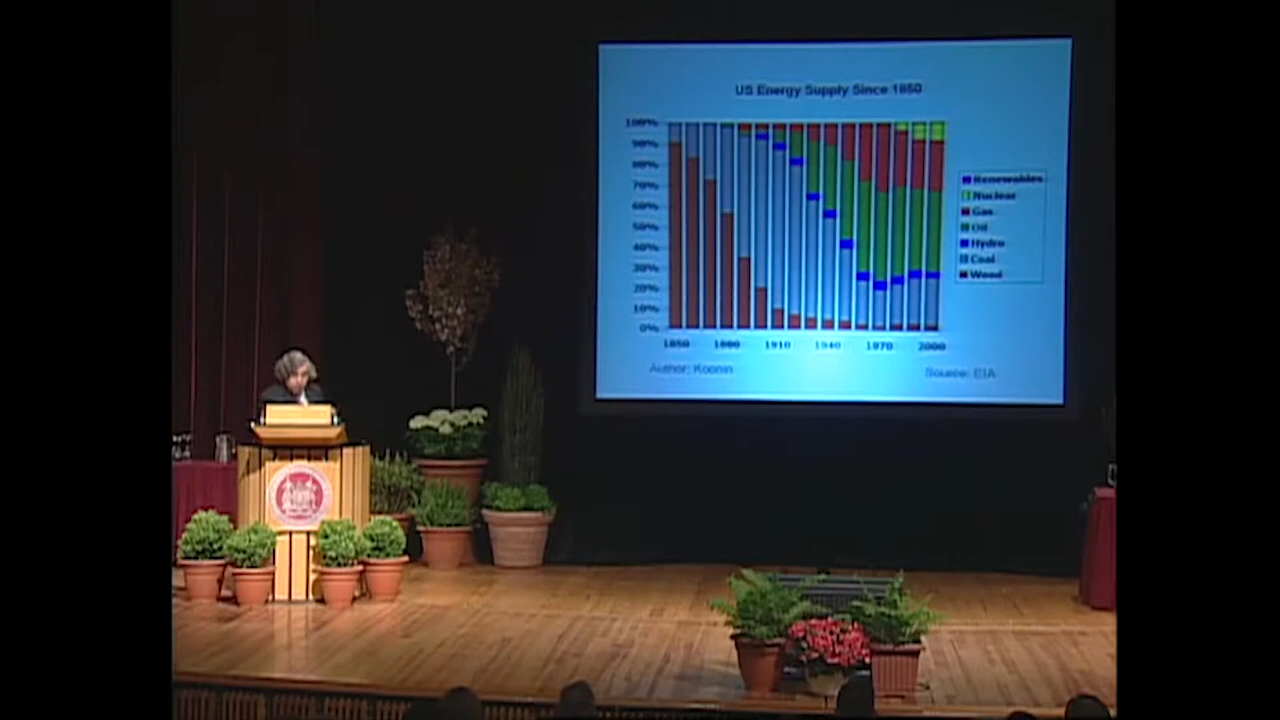 US Energy Supply Since 1850
100%
90%
80%
70%
60%
50%
40%
30%
20%
10%
0%
1850 1880 1910 1940 1970 2000
Renewables
Nuclear
Gas
Oil
Hydro
Coal
Wood
Author: Koonin
Source: EIA